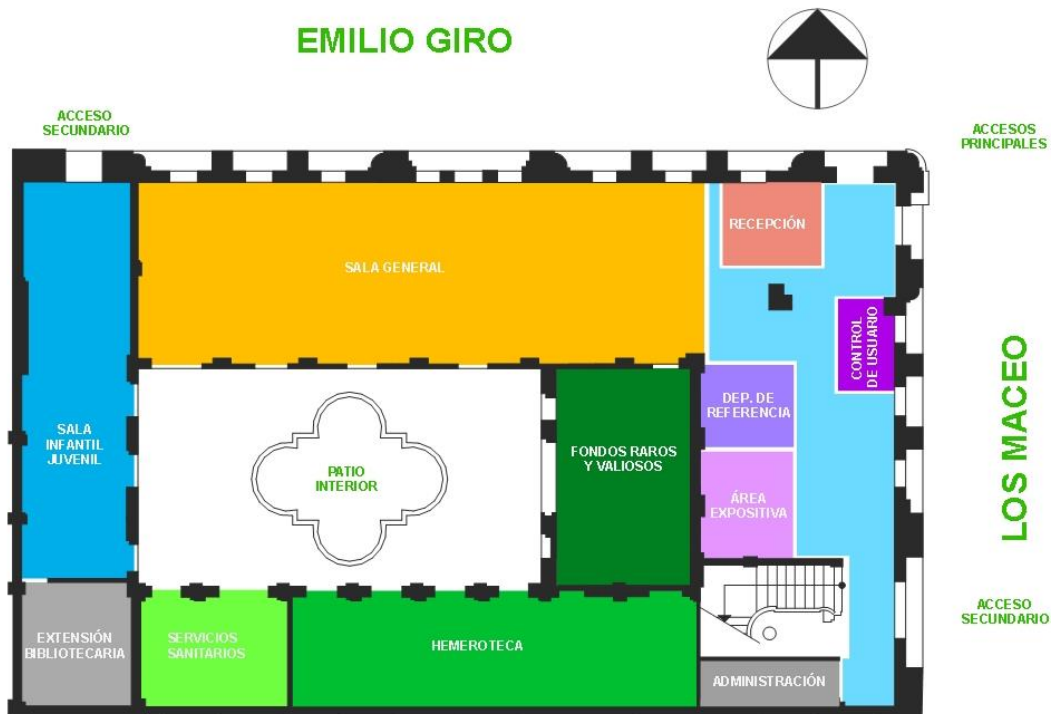 EMILIO GIRO
ACCESO
SECUNDARIO
ACCESOS
PRINCIPALES
RECEPCIÓN
SALA GENERAL
CONTROL
DE USUARIO
LOS MACEO
DEP. DE
REFERENCIA
SALA
INFANTIL
JUVENIL
PATIO
INTERIOR
FONDOS RAROS
Y VALIOSOS
ÁREA
EXPOSITIVA
ACCESO
SECUNDARIO
EXTENSIÓN
BIBLIOTECARIA
SERVICIOS
SANITARIOS
HEMEROTECA
ADMINISTRACIÓN